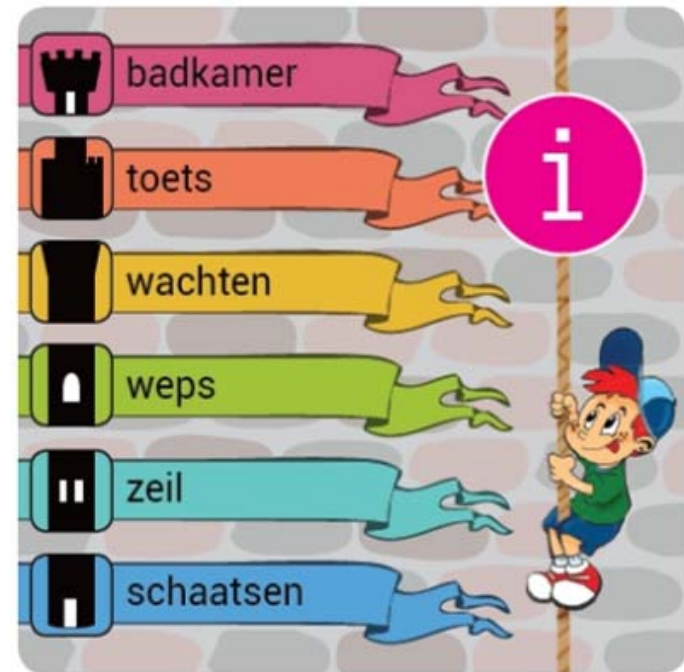 badkamer
toets
i
wachten
weps
zeil
schaatsen